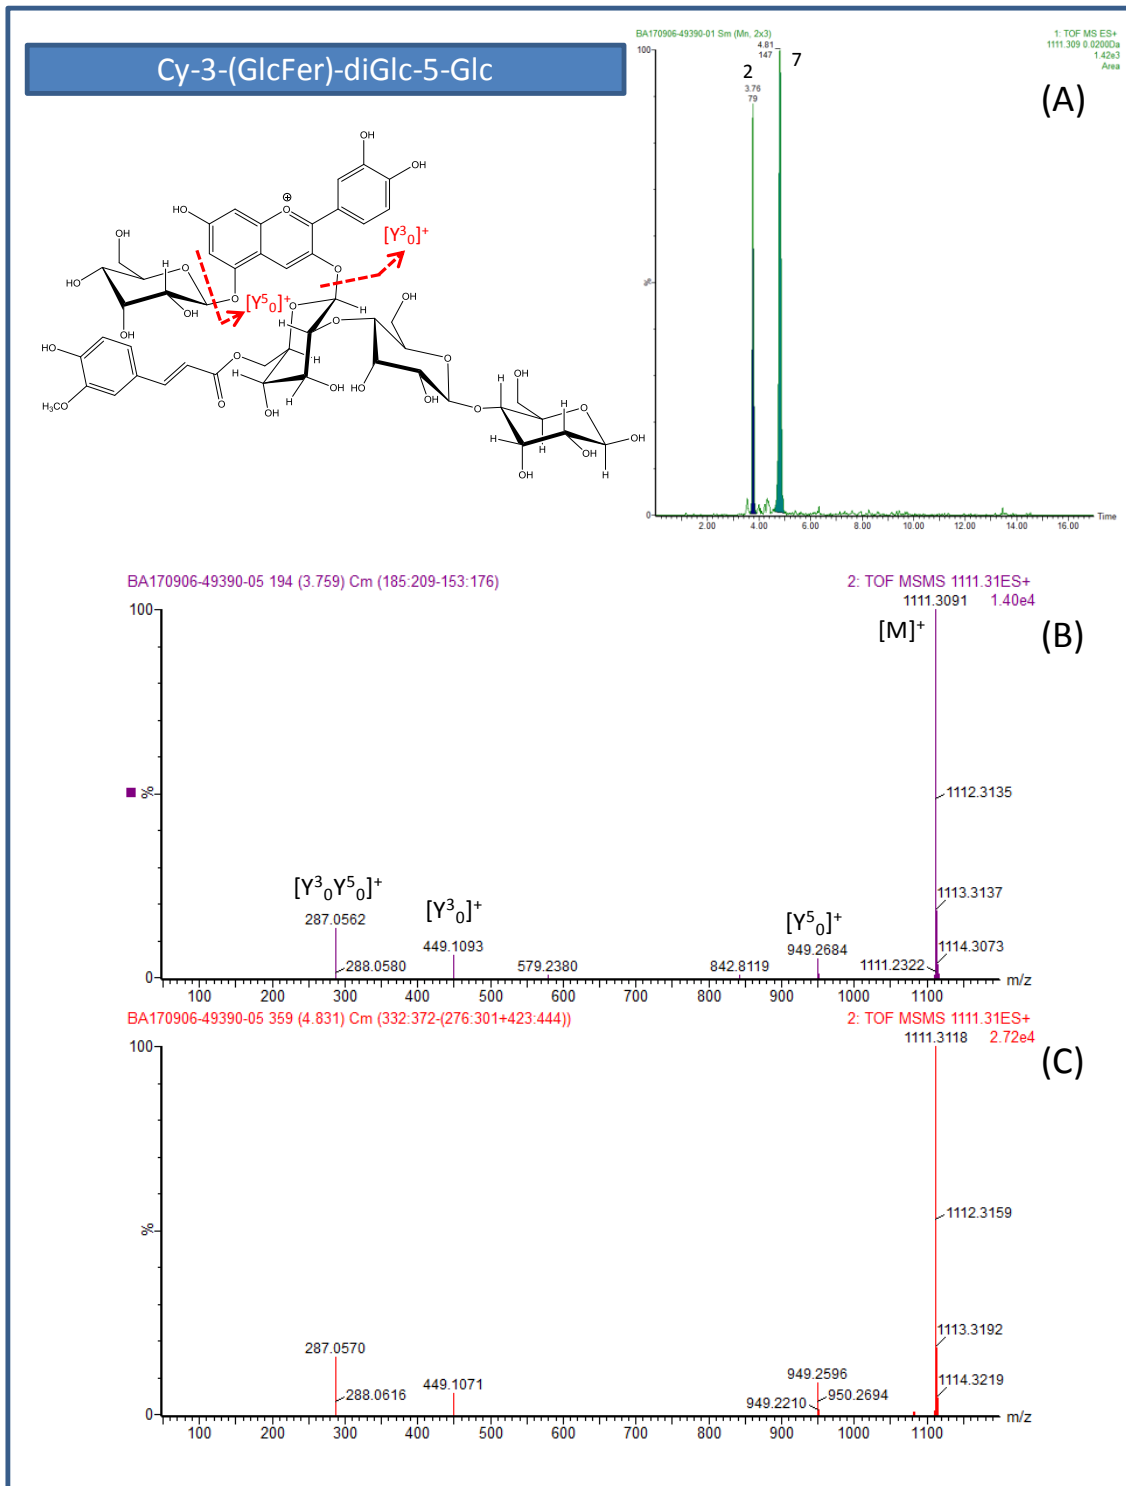 Cy-3-(GlcFer)-diGlc-5-Glc
BA170906-49390-01 Sm (Mn, 2x3)
1: TOF MS ES+
1111.309 0.0200Da
1.42e3
Area
(A)
100
%
0
2
3.76
79
4.81
147
7
2.00 4.00 6.00 8.00 10.00 12.00 14.00 16.00
Time
OH
OH
HO
⊕
O
OH
HO
H
O
OH
OH
O
[Y⁵₀]⁺
[Y³₀]⁺
O
H
O
H
O
OH
HO
H₃CO
O
O
H
H
OH
H
OH
OH
HO
O
OH
O
H
OH
H
O
H
OH
OH
H
OH
BA170906-49390-05 194 (3.759) Cm (185:209-153:176)
2: TOF MSMS 1111.31ES+
1111.3091 1.40e4
[M]⁺
(B)
100
%
0
1112.3135
1113.3137
1114.3073
1111.2322
[Y³₀Y⁵₀]⁺
287.0562
288.0580
[Y³₀]⁺
449.1093
579.2380
842.8119
[Y⁵₀]⁺
949.2684
100 200 300 400 500 600 700 800 900 1000 1100
m/z
BA170906-49390-05 359 (4.831) Cm (332:372-(276:301+423:444))
2: TOF MSMS 1111.31ES+
1111.3118 2.72e4
(C)
100
%
0
1112.3159
1113.3192
1114.3219
287.0570
288.0616
449.1071
949.2596
949.2210
950.2694
100 200 300 400 500 600 700 800 900 1000 1100
m/z